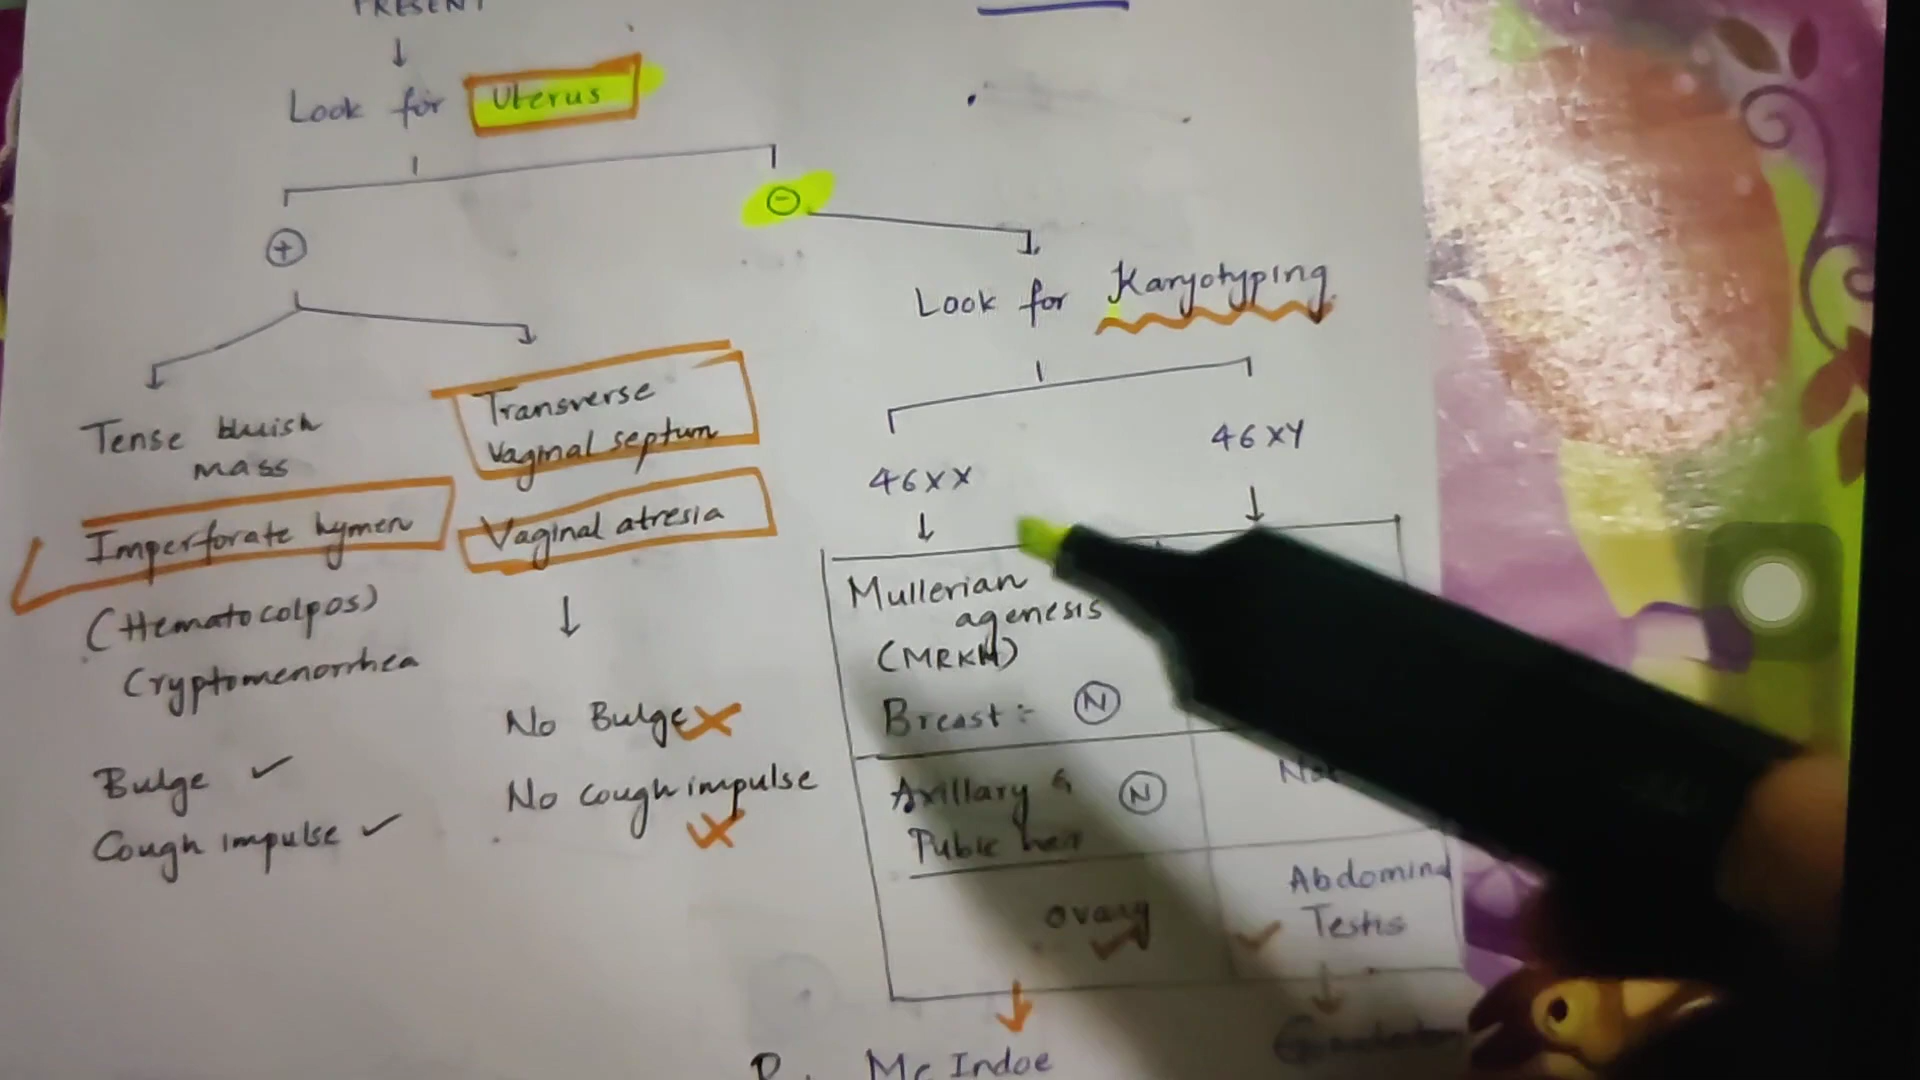 PRESENT
Look for Uterus
-
+
Look for Karyotyping
Tense bluish
mass
Transverse
vaginal septum
46XX
46XY
Imperforate hymen
Vaginal atresia
(Hematocolpos)
Cryptomenorrhea
Mullerian
agenesis
(MRKH)
Breast :- N
No Bulge
No cough impulse
Bulge ✓
Cough impulse ✓
Axillary &
Pubic hair
N
Abdominal
Testis
ovary
Mc Indoe